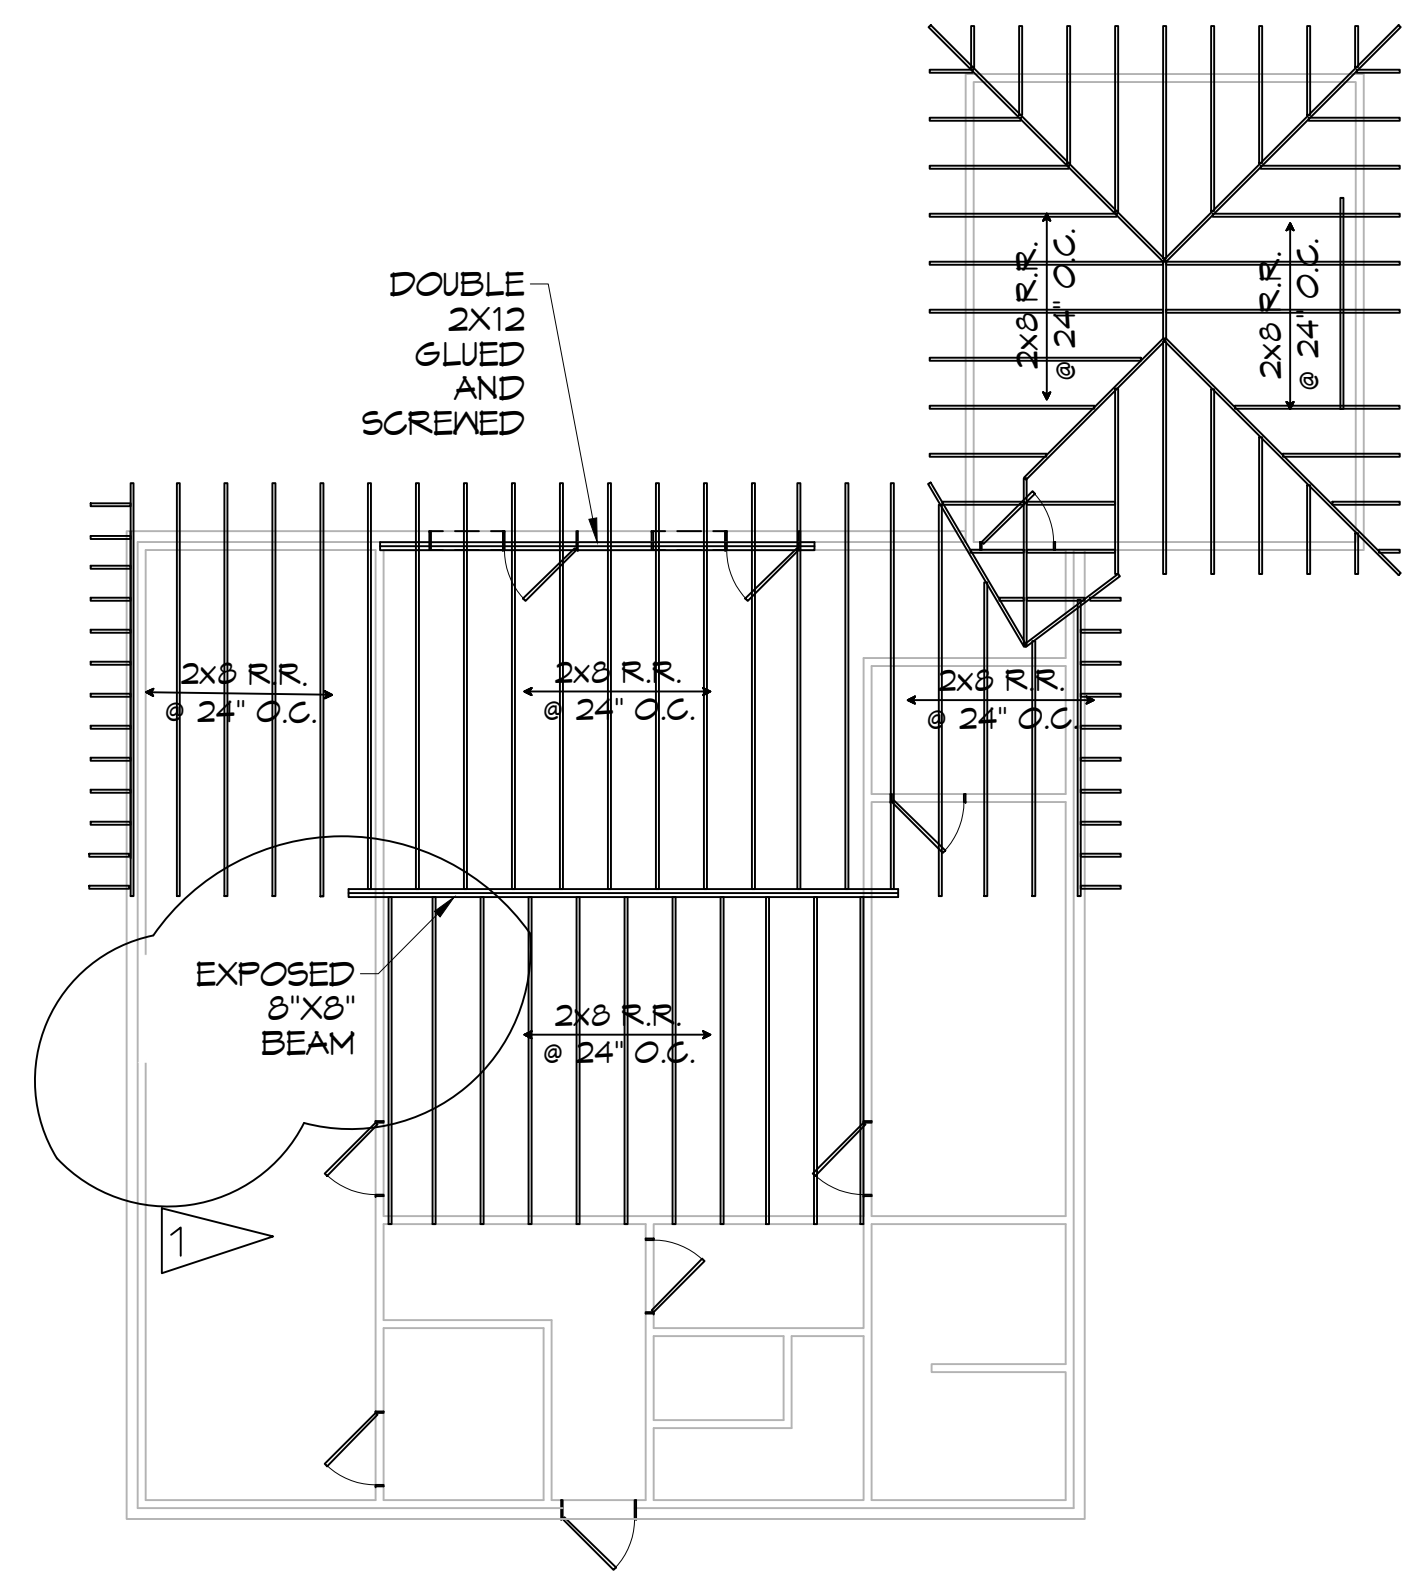 2x8 R.R.
@ 24" O.C.
2x8 R.R.
@ 24" O.C.
DOUBLE
2X12
GLUED
AND
SCREWED
2x8 R.R.
@ 24" O.C.
2x8 R.R.
@ 24" O.C.
2x8 R.R.
@ 24" O.C.
EXPOSED
8"X8"
BEAM
2x8 R.R.
@ 24" O.C.
1